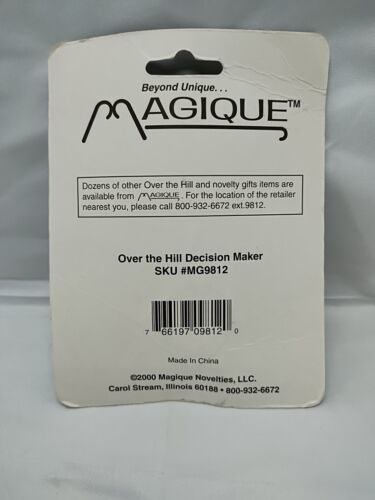 Beyond Unique...
MAGIQUE™
Dozens of other Over the Hill and novelty gifts items are
available from MAGIQUE. For the location of the retailer
nearest you, please call 800-932-6672 ext.9812.
Over the Hill Decision Maker
SKU #MG9812
7 66197 09812 0
Made in China
©2000 Magique Novelties, LLC.
Carol Stream, Illinois 60188 • 800-932-6672